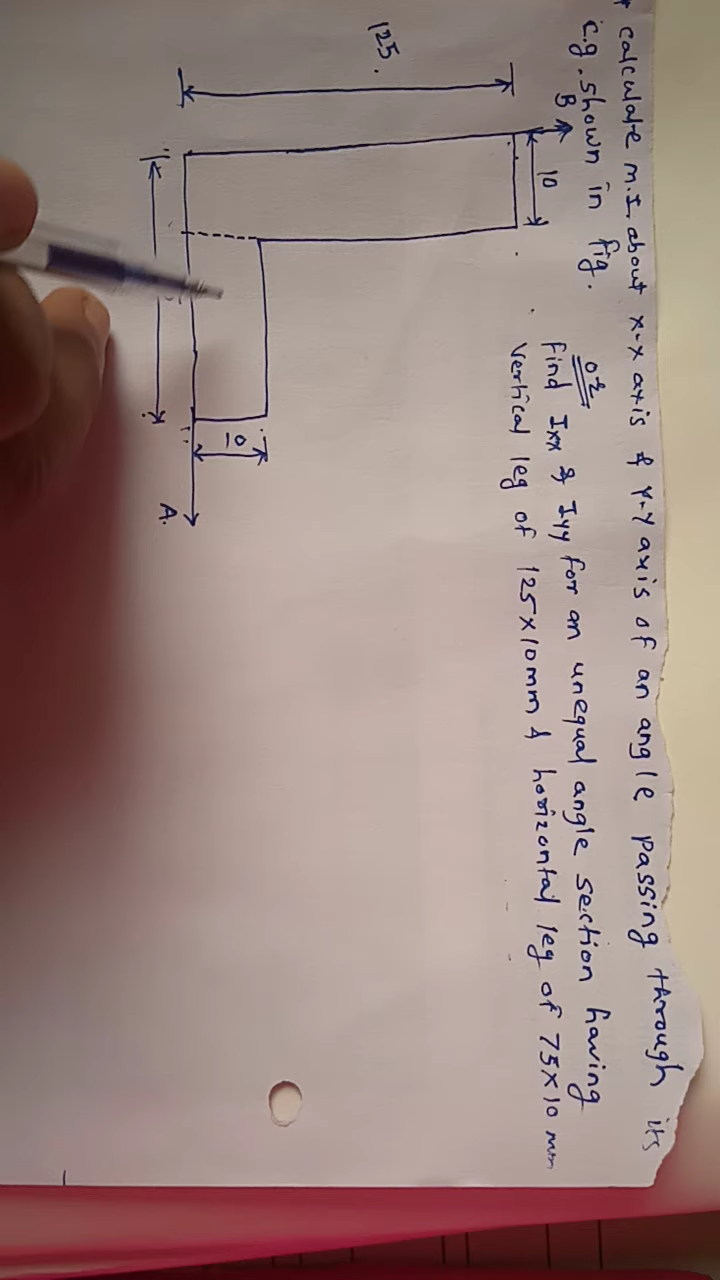 calculate M.I. about x-x axis & Y-Y axis of an angle passing through its
c.g. shown in fig.
or
Find Ixx & Iyy for an unequal angle section having
vertical leg of 125×10mm & horizontal leg of 75×10 mm
B
10
125.
10
A.